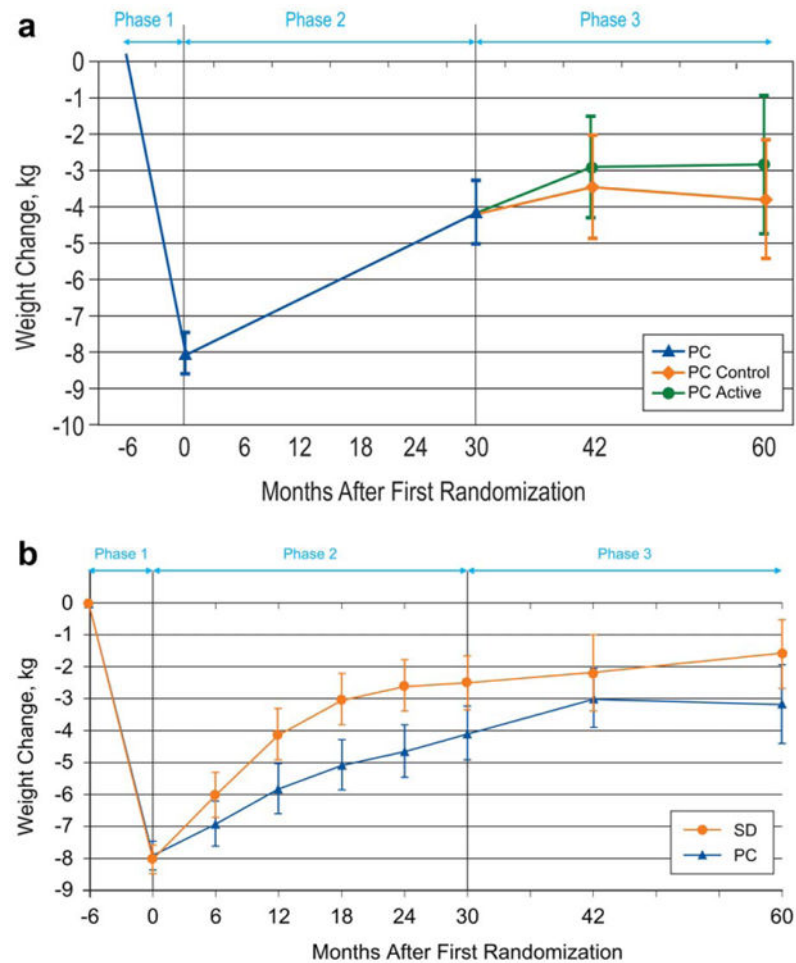 a
Phase 1 Phase 2 Phase 3
0
-1
-2
-3
-4
-5
-6
-7
-8
-9
-10
Weight Change, kg
PC
PC Control
PC Active
-6 0 6 12 18 24 30 42 60
Months After First Randomization
b
Phase 1 Phase 2 Phase 3
0
-1
-2
-3
-4
-5
-6
-7
-8
-9
Weight Change, kg
SD
PC
-6 0 6 12 18 24 30 42 60
Months After First Randomization